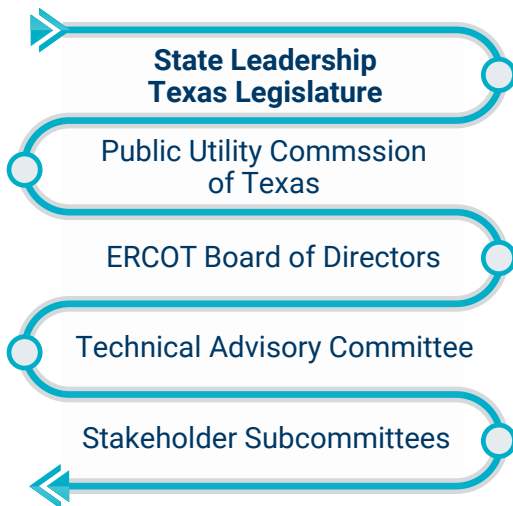 State Leadership
Texas Legislature
Public Utility Commssion
of Texas
ERCOT Board of Directors
Technical Advisory Committee
Stakeholder Subcommittees